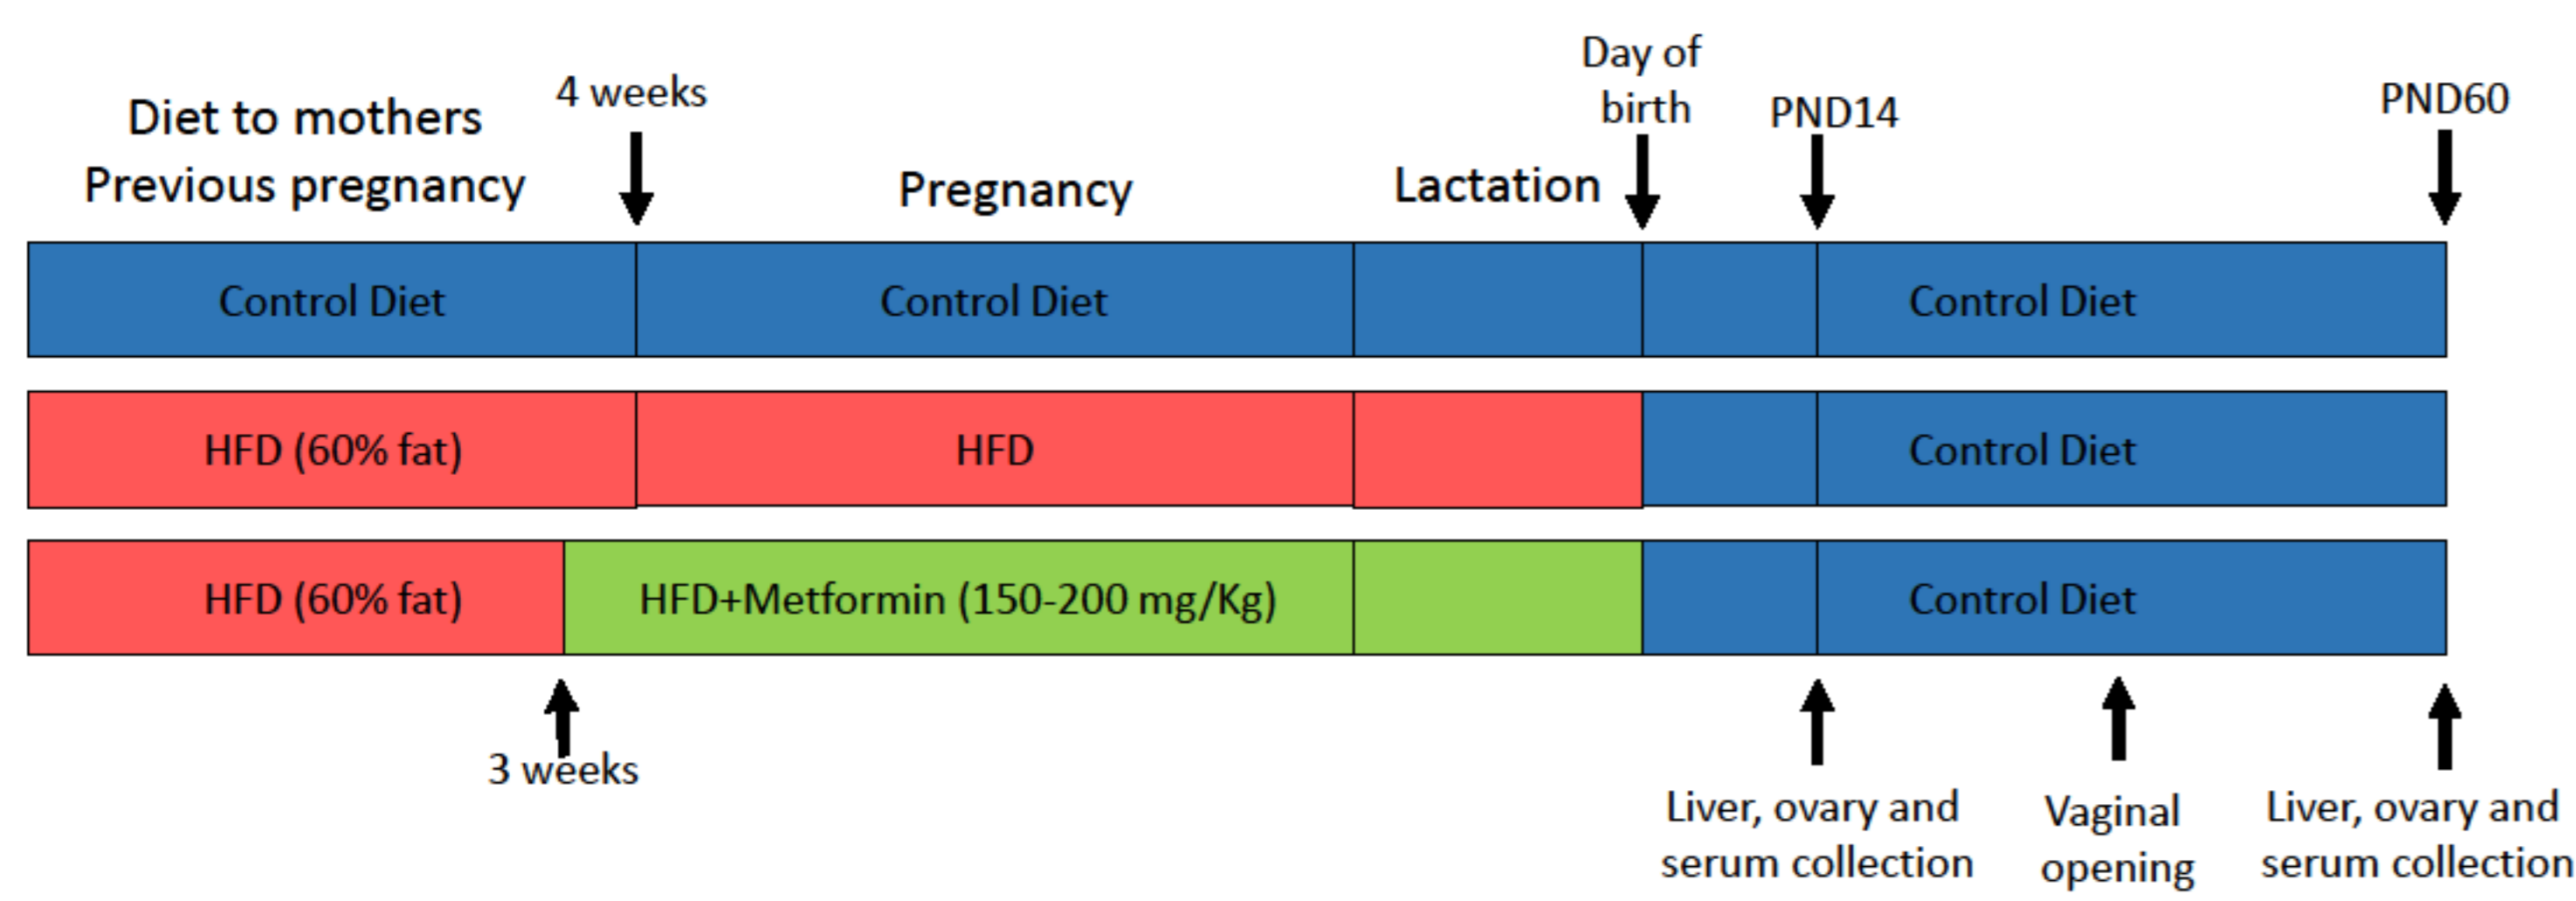 Diet to mothers
Previous pregnancy
4 weeks
Pregnancy
Lactation
Day of
birth
PND14
PND60
Control Diet
Control Diet
Control Diet
HFD (60% fat)
HFD
Control Diet
HFD (60% fat)
HFD+Metformin (150-200 mg/Kg)
Control Diet
3 weeks
Liver, ovary and
serum collection
Vaginal
opening
Liver, ovary and
serum collection